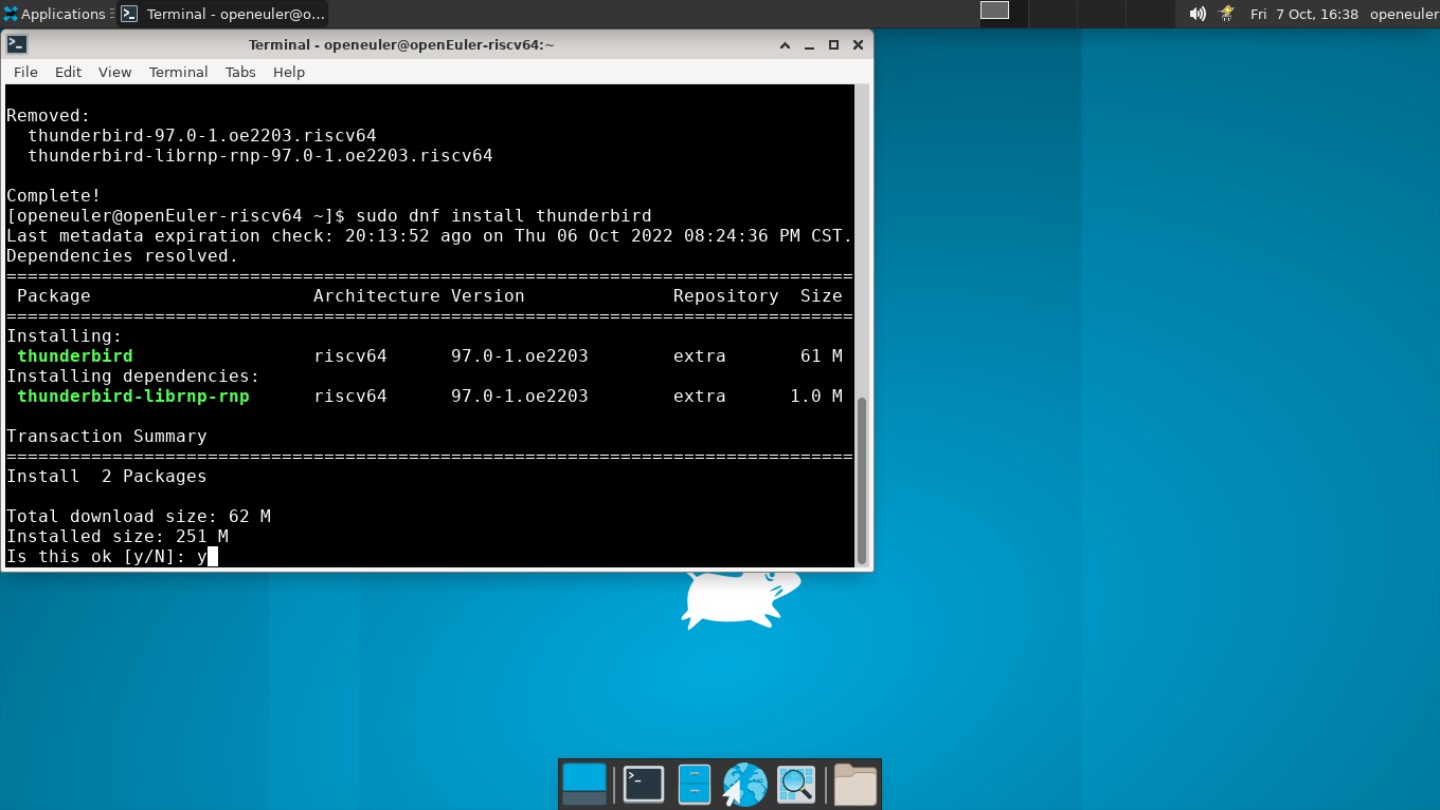 Applications Terminal - openeuler@o... Fri 7 Oct, 16:38 openeuler
Terminal - openeuler@openEuler-riscv64:~
File Edit View Terminal Tabs Help
Removed:
thunderbird-97.0-1.oe2203.riscv64
thunderbird-librnp-rnp-97.0-1.oe2203.riscv64
Complete!
[openeuler@openEuler-riscv64 ~]$ sudo dnf install thunderbird
Last metadata expiration check: 20:13:52 ago on Thu 06 Oct 2022 08:24:36 PM CST.
Dependencies resolved.
================================================================================
Package Architecture Version Repository Size
================================================================================
Installing:
thunderbird riscv64 97.0-1.oe2203 extra 61 M
Installing dependencies:
thunderbird-librnp-rnp riscv64 97.0-1.oe2203 extra 1.0 M
Transaction Summary
================================================================================
Install 2 Packages
Total download size: 62 M
Installed size: 251 M
Is this ok [y/N]: y